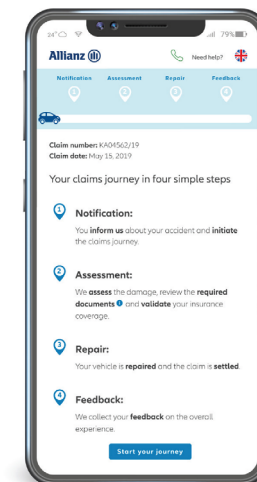 24° 79%
Allianz Need help?
Notification Assessment Repair Feedback
1 2 3 4
Claim number: KA04562/19
Claim date: May 15, 2019
Your claims journey in four simple steps
1 Notification:
You inform us about your accident and initiate
the claims journey.
2 Assessment:
We assess the damage, review the required
documents and validate your insurance
coverage.
3 Repair:
Your vehicle is repaired and the claim is settled.
4 Feedback:
We collect your feedback on the overall
experience.
Start your journey